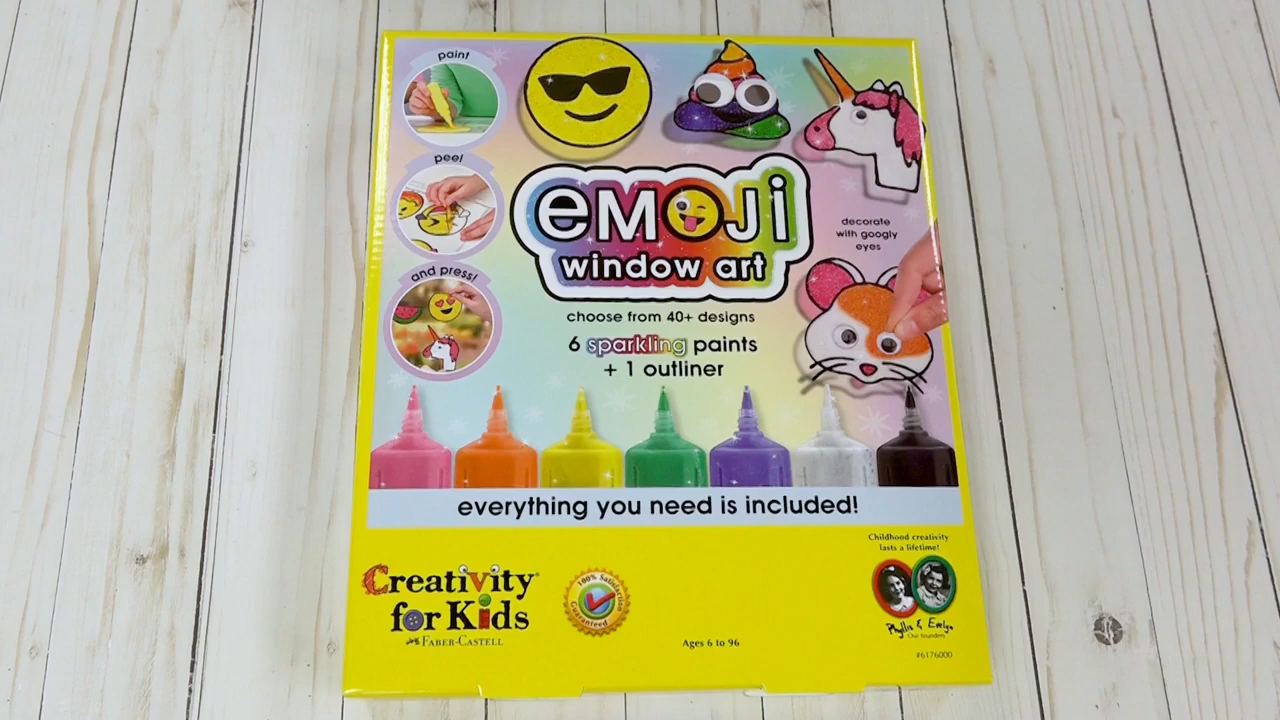 paint
peel
and press!
emoji
window art
decorate
with googly
eyes
choose from 40+ designs
6 sparkling paints
+ 1 outliner
everything you need is included!
Creativity®
for Kids
FABER-CASTELL
100% Satisfaction
Guaranteed
Ages 6 to 96
Childhood creativity
lasts a lifetime!
Phyllis & Evelyn
Our founders
#6176000